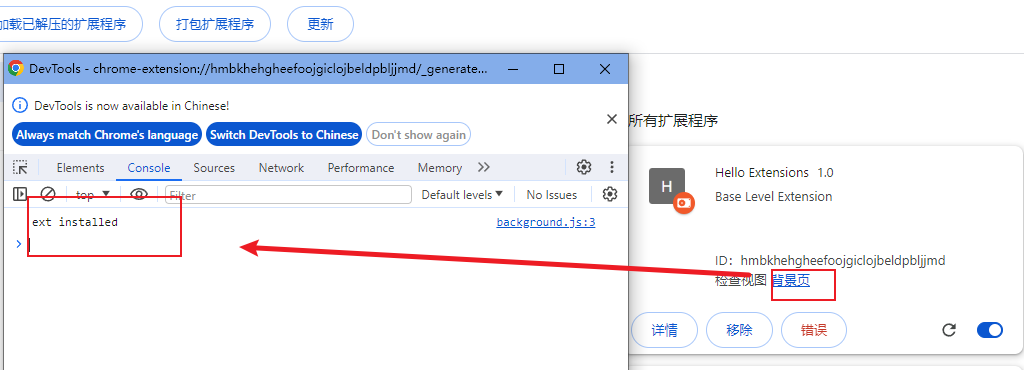 加载已解压的扩展程序
打包扩展程序
更新
DevTools - chrome-extension://hmbkhehgheefoojgiclojbeldpbljjmd/_generate...
DevTools is now available in Chinese!
Always match Chrome's language
Switch DevTools to Chinese
Don't show again
Elements
Console
Sources
Network
Performance
Memory
top
Filter
Default levels
No Issues
ext installed
background.js:3
所有扩展程序
H
Hello Extensions 1.0
Base Level Extension
ID: hmbkhehgheefoojgiclojbeldpbljjmd
检查视图 背景页
详情
移除
错误